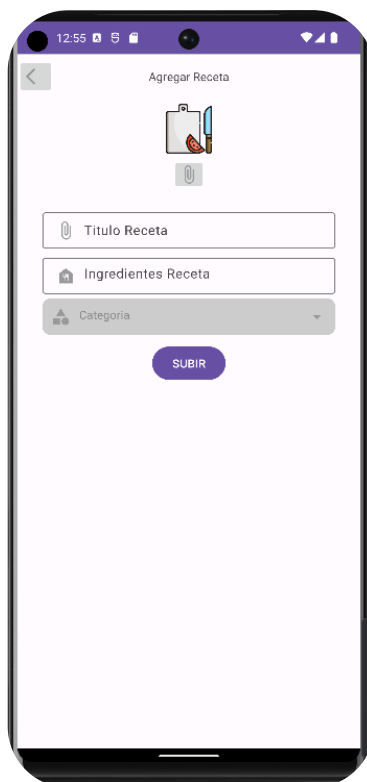 12:55
Agregar Receta
Titulo Receta
Ingredientes Receta
Categoria
SUBIR